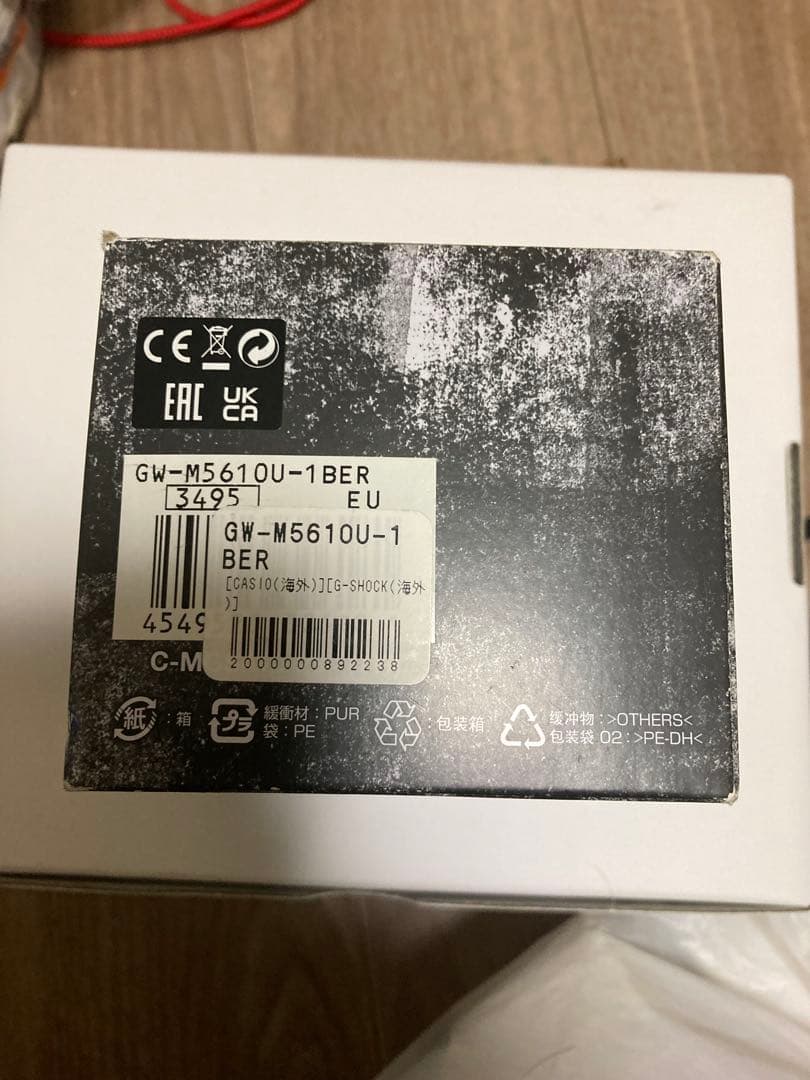 CE
EAC
UK
CA
GW-M5610U-1BER
3495
EU
GW-M5610U-1
BER
[CASIO(海外)][G-SHOCK(海外
)]
4549
2000000892238
C-M
紙:箱
プラ 緩衝材:PUR
袋:PE
:包装箱
缓冲物:>OTHERS<
包装袋 02:>PE-DH<